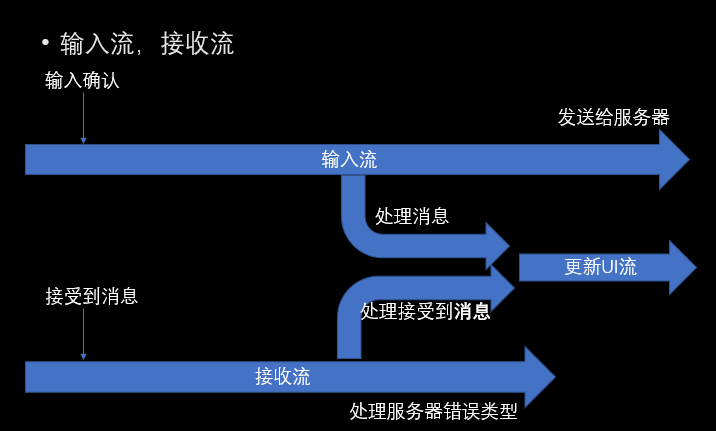 • 输入流，接收流
输入确认
发送给服务器
输入流
处理消息
更新UI流
接受到消息
处理接受到消息
接收流
处理服务器错误类型